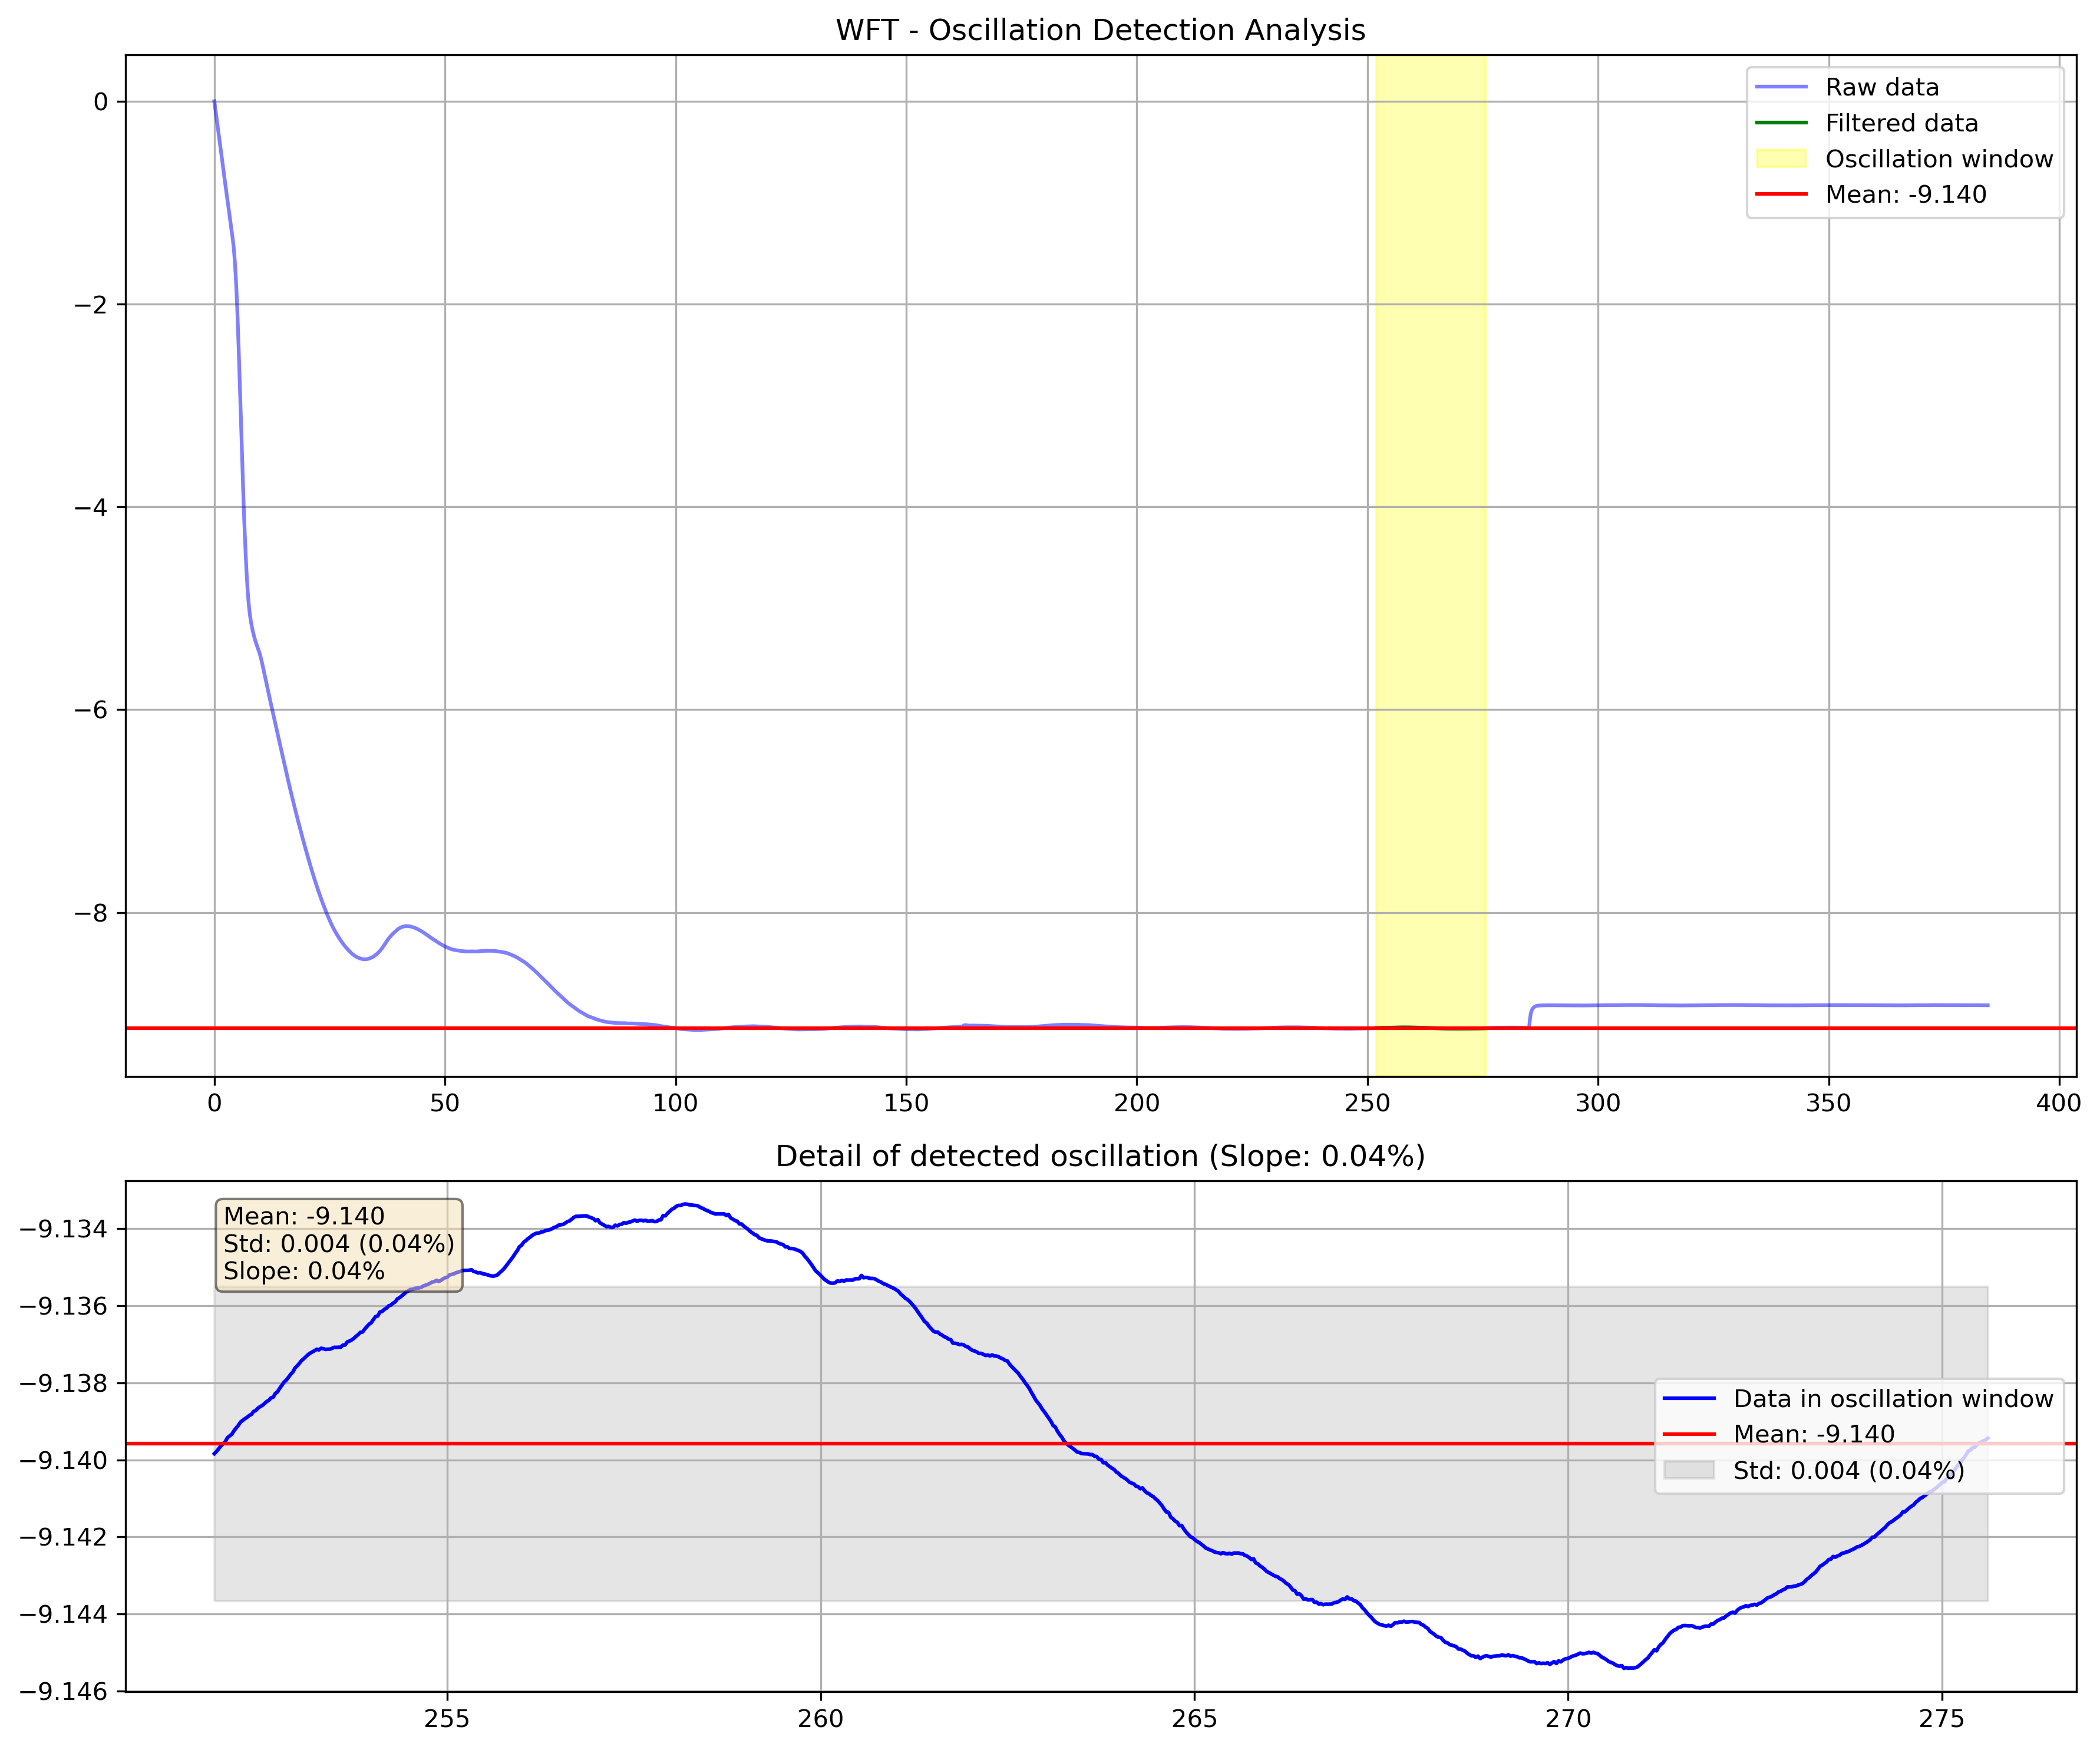 WFT - Oscillation Detection Analysis
0
−2
−4
−6
−8
Raw data
Filtered data
Oscillation window
Mean: -9.140
0 50 100 150 200 250 300 350 400
Detail of detected oscillation (Slope: 0.04%)
−9.134
−9.136
−9.138
−9.140
−9.142
−9.144
−9.146
Mean: -9.140
Std: 0.004 (0.04%)
Slope: 0.04%
Data in oscillation window
Mean: -9.140
Std: 0.004 (0.04%)
255 260 265 270 275